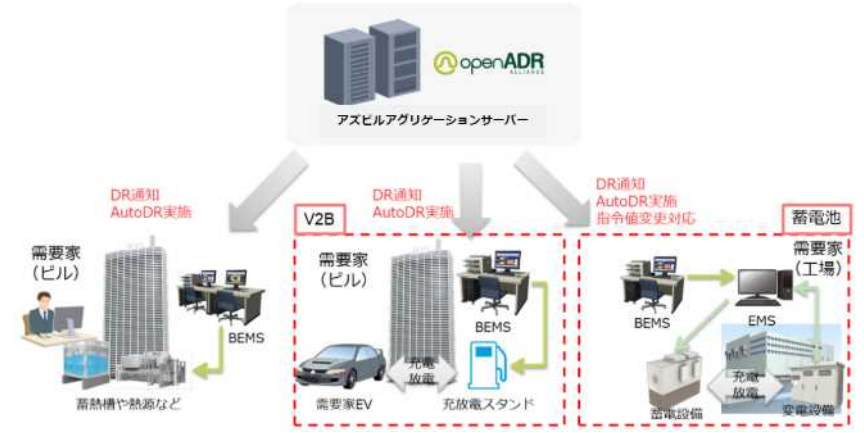 openADR
ALLIANCE
アズビルアグリゲーションサーバー
DR通知
AutoDR実施
需要家
（ビル）
BEMS
蓄熱槽や熱源など
V2B
DR通知
AutoDR実施
需要家
（ビル）
BEMS
充電
放電
需要家EV
充放電スタンド
DR通知
AutoDR実施
指令値変更対応
蓄電池
需要家
（工場）
BEMS
EMS
充電
放電
蓄電設備
変電設備